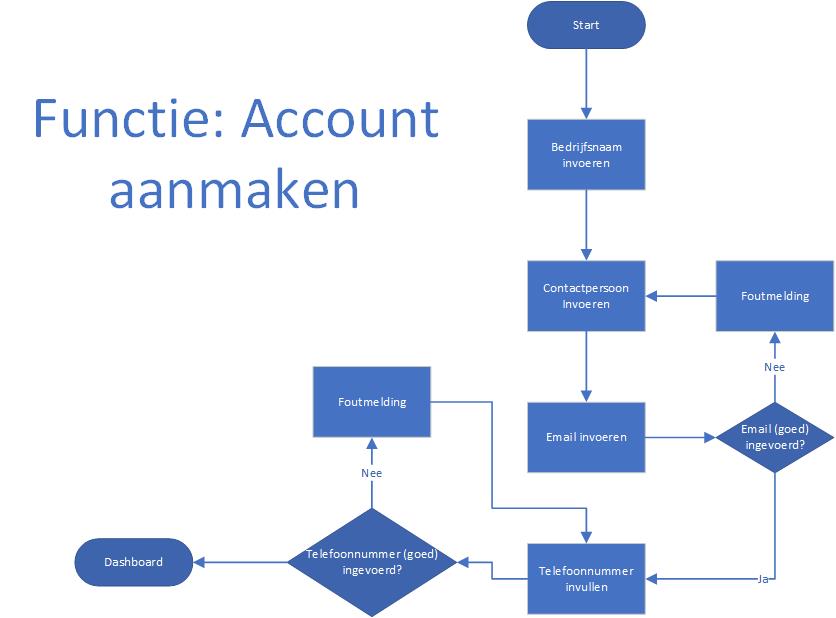 Start
Functie: Account
aanmaken
Bedrijfsnaam
invoeren
Contactpersoon
Invoeren
Foutmelding
Nee
Foutmelding
Email invoeren
Email (goed)
ingevoerd?
Nee
Telefoonnummer (goed)
ingevoerd?
Dashboard
Telefoonnummer
invullen
Ja